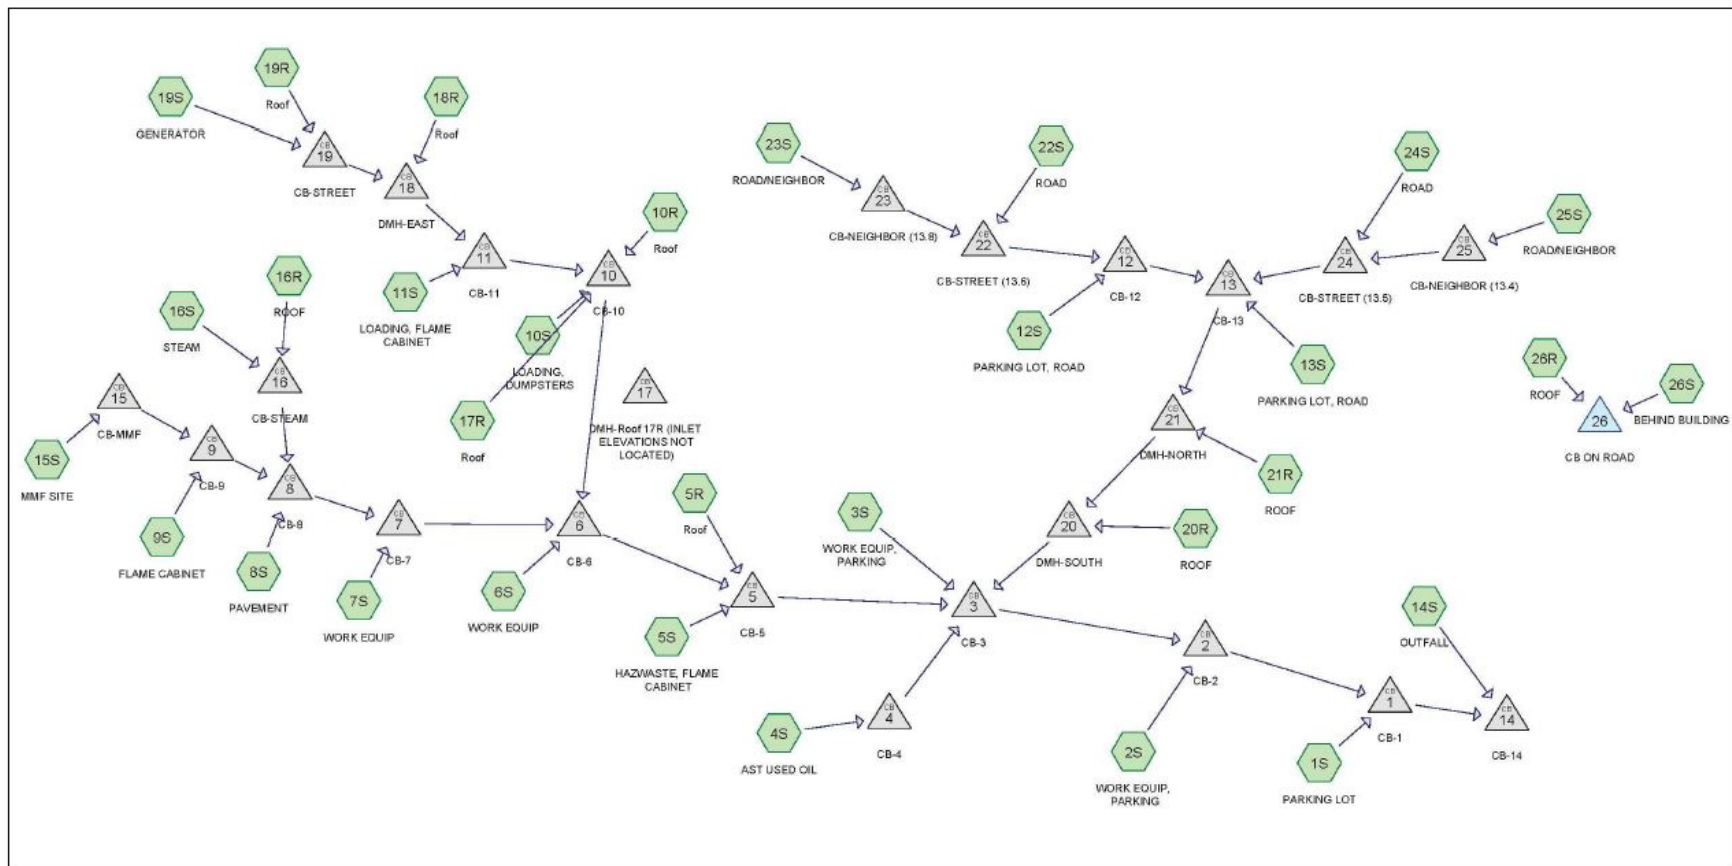 19R
Roof
19S
GENERATOR
18R
Roof
CB
19
CB-STREET
CB
18
DMH-EAST
10R
Roof
CB
11
CB-11
11S
LOADING, FLAME
CABINET
CB
10
CB-10
10S
LOADING,
DUMPSTERS
17R
Roof
CB
17
DMH-Roof 17R (INLET
ELEVATIONS NOT
LOCATED)
16R
ROOF
16S
STEAM
CB
16
CB-STEAM
CB
15
CB-MMF
15S
MMF SITE
CB
9
CB-9
9S
FLAME CABINET
CB
8
CB-8
8S
PAVEMENT
CB
7
CB-7
7S
WORK EQUIP
CB
6
CB-6
6S
WORK EQUIP
5R
Roof
CB
5
CB-5
5S
HAZWASTE, FLAME
CABINET
23S
ROAD/NEIGHBOR
CB
23
CB-NEIGHBOR (13.8)
22S
ROAD
CB
22
CB-STREET (13.6)
CB
12
CB-12
12S
PARKING LOT, ROAD
24S
ROAD
25S
ROAD/NEIGHBOR
CB
25
CB-NEIGHBOR (13.4)
CB
24
CB-STREET (13.5)
CB
13
CB-13
13S
PARKING LOT, ROAD
26R
ROOF
26S
BEHIND BUILDING
26
CB ON ROAD
CB
21
DMH-NORTH
21R
ROOF
CB
20
DMH-SOUTH
20R
ROOF
3S
WORK EQUIP,
PARKING
CB
3
CB-3
4S
AST USED OIL
CB
4
CB-4
CB
2
CB-2
2S
WORK EQUIP,
PARKING
CB
1
CB-1
1S
PARKING LOT
14S
OUTFALL
CB
14
CB-14